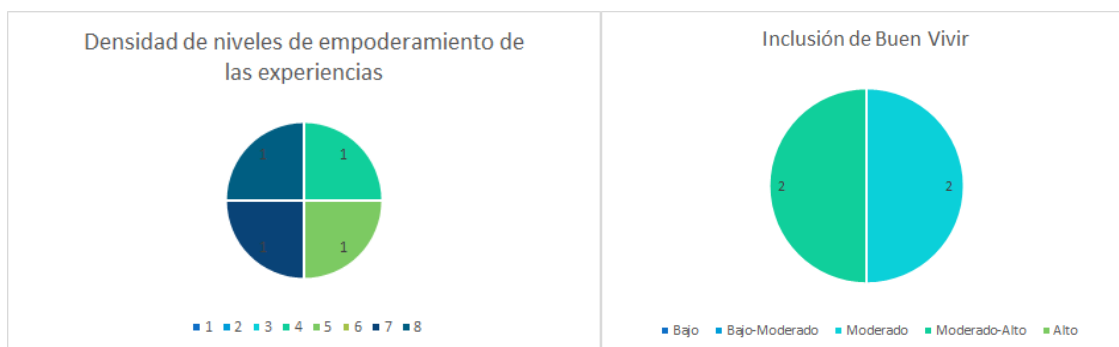 Densidad de niveles de empoderamiento de
las experiencias
1
1
1
1
1 2 3 4 5 6 7 8
Inclusión de Buen Vivir
2
2
Bajo Bajo-Moderado Moderado Moderado-Alto Alto